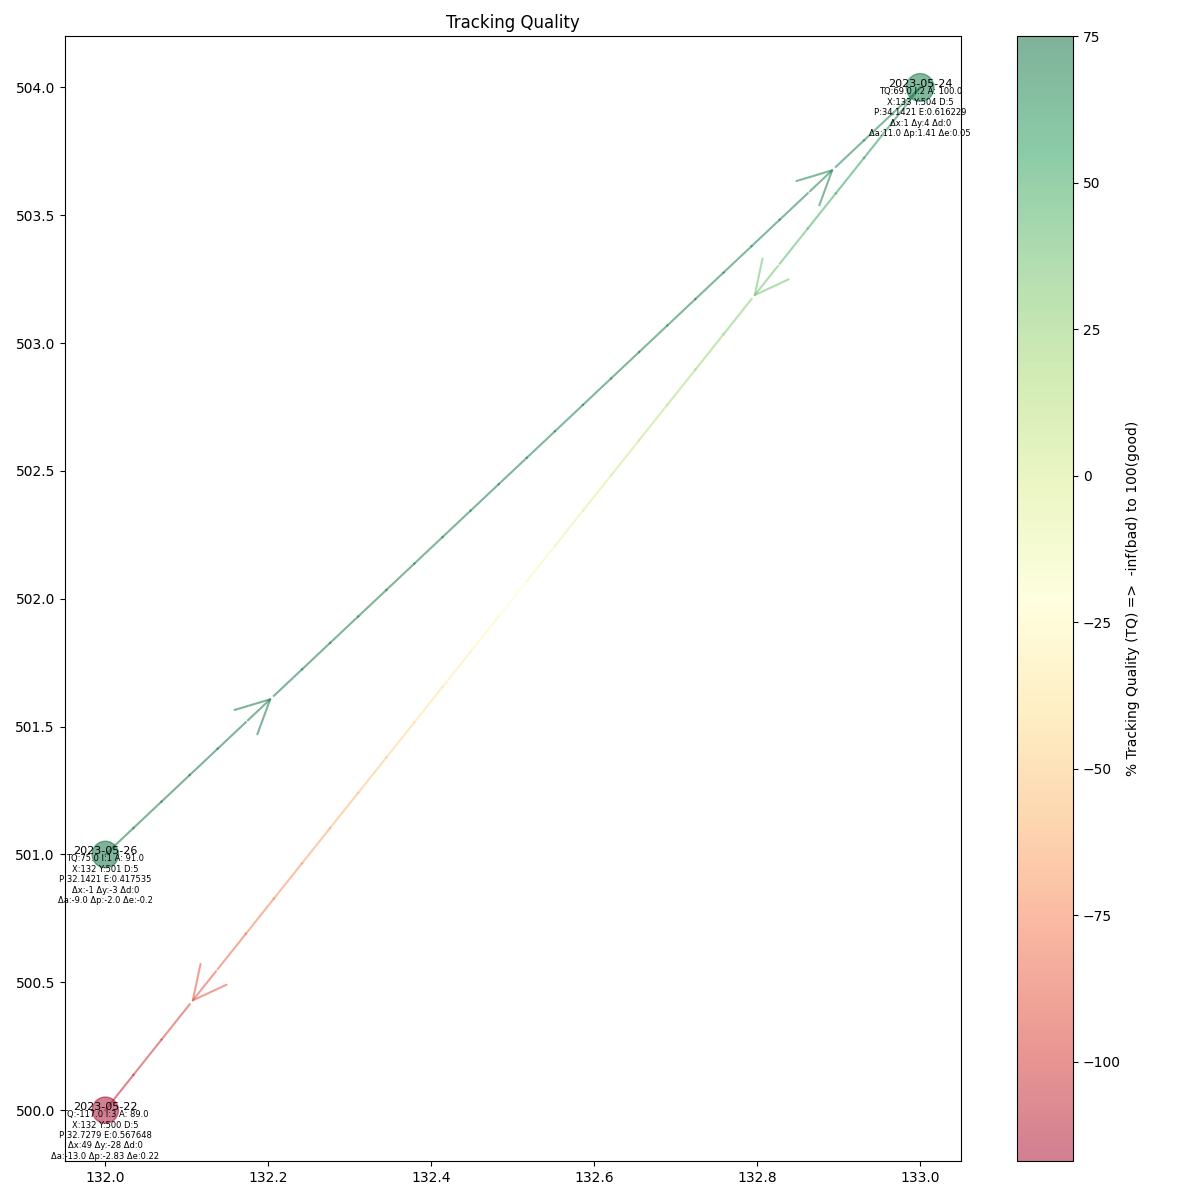 Tracking Quality
504.0
503.5
503.0
502.5
502.0
501.5
501.0
500.5
500.0
132.0
132.2
132.4
132.6
132.8
133.0
2023-05-24
TQ:69.0 I:2 A: 100.0
X:133 Y:504 D:5
P:34.1421 E:0.616229
Δx:1 Δy:4 Δd:0
Δa:11.0 Δp:1.41 Δe:0.05
2023-05-26
TQ:75.0 I:1 A: 91.0
X:132 Y:501 D:5
P:32.1421 E:0.417535
Δx:-1 Δy:-3 Δd:0
Δa:-9.0 Δp:-2.0 Δe:-0.2
2023-05-22
TQ:-117.0 I:3 A: 89.0
X:132 Y:500 D:5
P:32.7279 E:0.567648
Δx:49 Δy:-28 Δd:0
Δa:-13.0 Δp:-2.83 Δe:0.22
75
50
25
0
−25
−50
−75
−100
% Tracking Quality (TQ) => -inf(bad) to 100(good)